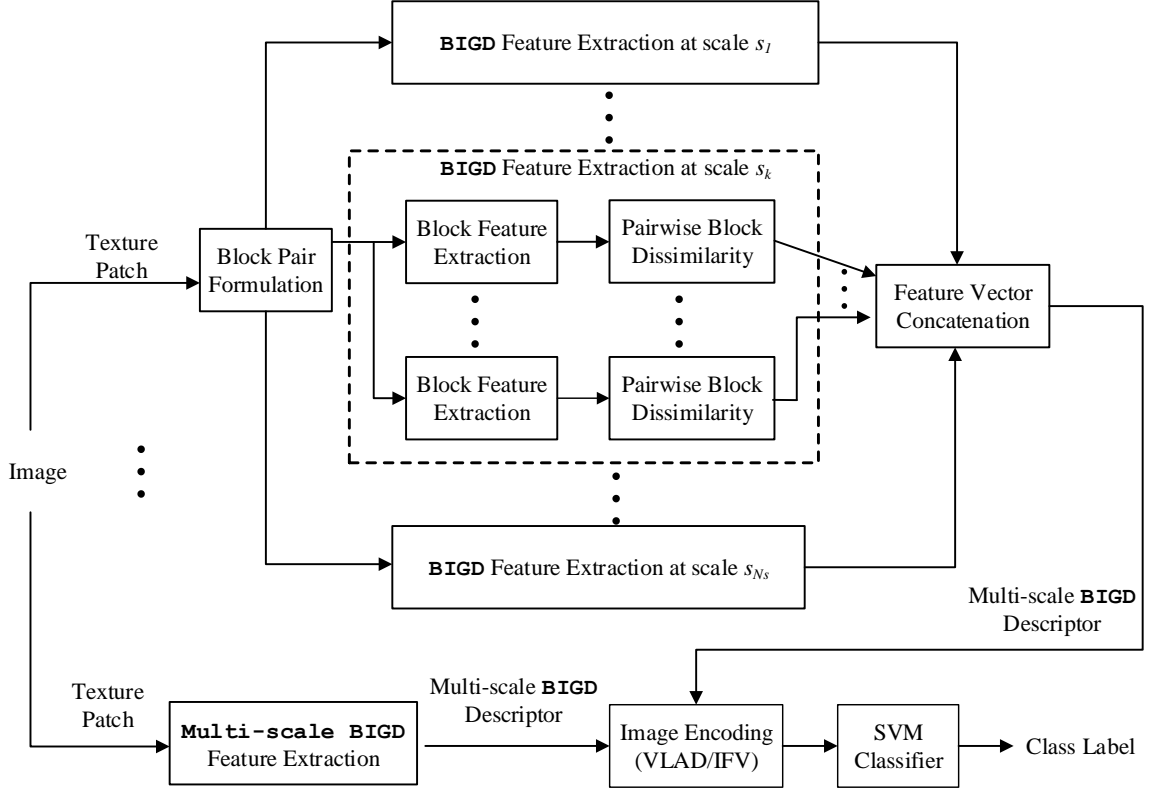 BIGD Feature Extraction at scale s1
BIGD Feature Extraction at scale sk
Texture
Patch
Block Pair
Formulation
Block Feature
Extraction
Pairwise Block
Dissimilarity
Feature Vector
Concatenation
Block Feature
Extraction
Pairwise Block
Dissimilarity
Image
BIGD Feature Extraction at scale sNs
Multi-scale BIGD
Descriptor
Texture
Patch
Multi-scale BIGD
Feature Extraction
Multi-scale BIGD
Descriptor
Image Encoding
(VLAD/IFV)
SVM
Classifier
Class Label